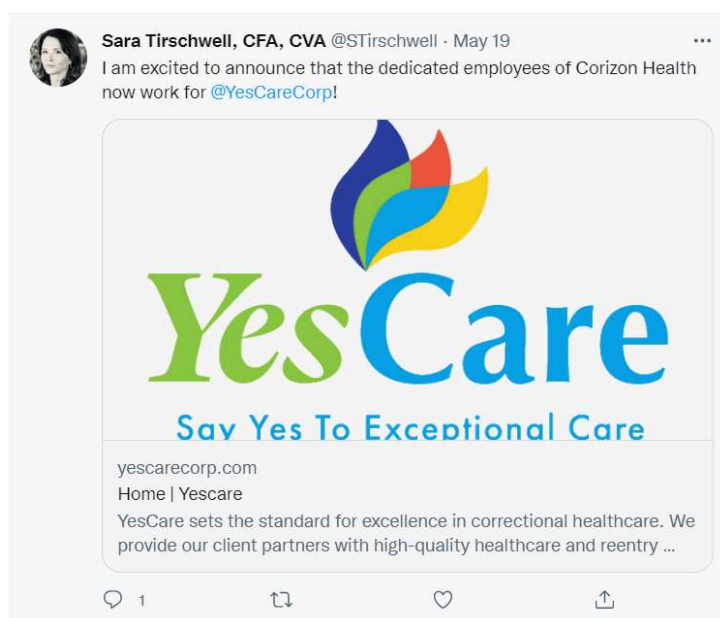 Sara Tirschwell, CFA, CVA @STirschwell · May 19
I am excited to announce that the dedicated employees of Corizon Health
now work for @YesCareCorp!
YesCare
Say Yes To Exceptional Care
yescarecorp.com
Home | Yescare
YesCare sets the standard for excellence in correctional healthcare. We
provide our client partners with high-quality healthcare and reentry ...
1